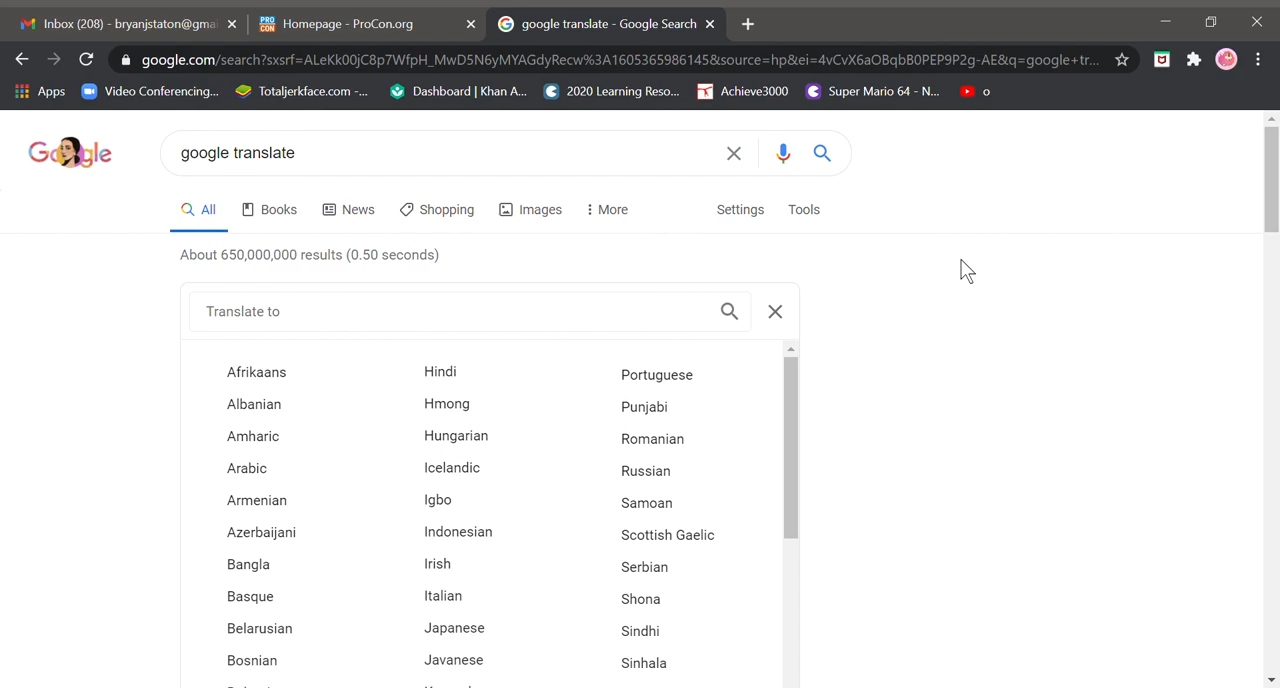 Inbox (208) - bryanjstaton@gma
Homepage - ProCon.org
google translate - Google Search
google.com/search?sxsrf=ALeKk00jC8p7WfpH_MwD5N6yMYAGdyRecw%3A1605365986145&source=hp&ei=4vCvX6aOBqbB0PEP9P2g-AE&q=google+tr...
Apps
Video Conferencing...
Totaljerkface.com -...
Dashboard | Khan A...
2020 Learning Reso...
Achieve3000
Super Mario 64 - N...
o
Google
google translate
All
Books
News
Shopping
Images
More
Settings
Tools
About 650,000,000 results (0.50 seconds)
Translate to
Afrikaans
Albanian
Amharic
Arabic
Armenian
Azerbaijani
Bangla
Basque
Belarusian
Bosnian
Hindi
Hmong
Hungarian
Icelandic
Igbo
Indonesian
Irish
Italian
Japanese
Javanese
Portuguese
Punjabi
Romanian
Russian
Samoan
Scottish Gaelic
Serbian
Shona
Sindhi
Sinhala